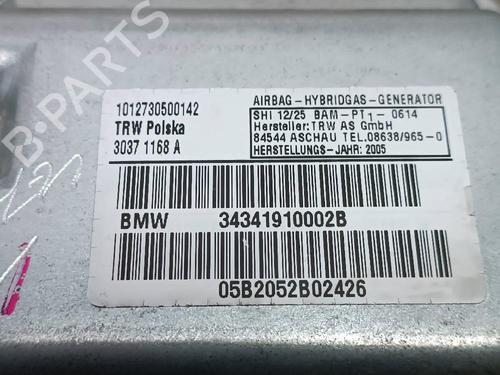 B-PARTS
1012730500142
TRW Polska
3037 1168 A
AIRBAG-HYBRIDGAS-GENERATOR
SHI 12/25 BAM-PT1-0614
Hersteller:TRW AS GmbH
84544 ASCHAU TEL.08638/965-0
HERSTELLUNGS-JAHR: 2005
BMW 34341910002B
05B2052B02426